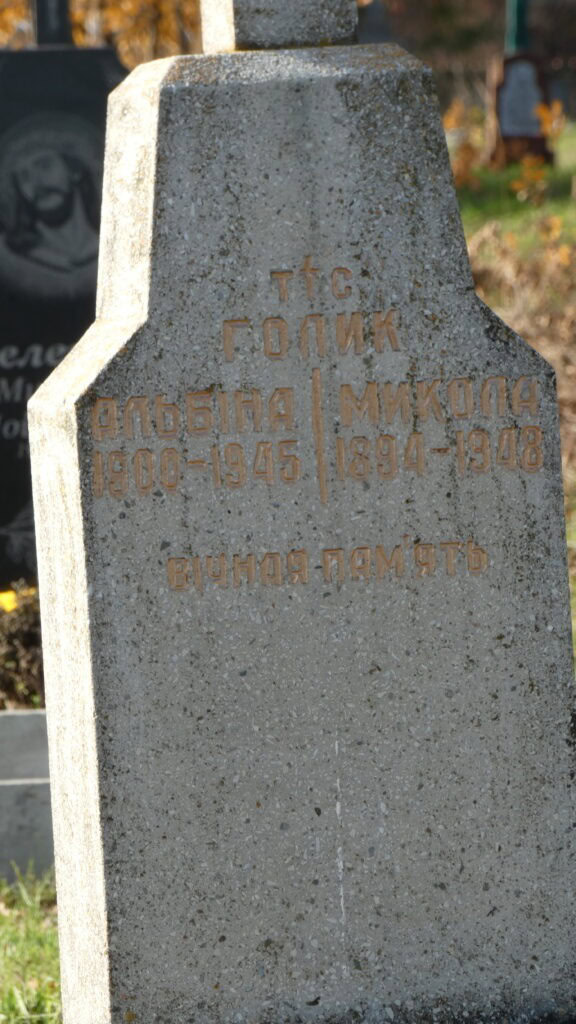 Т†С
ГОЛИК
АЛЬБІНА | МИКОЛА
1900-1945 | 1894-1948
ВІЧНАЯ ПАМ'ЯТЬ